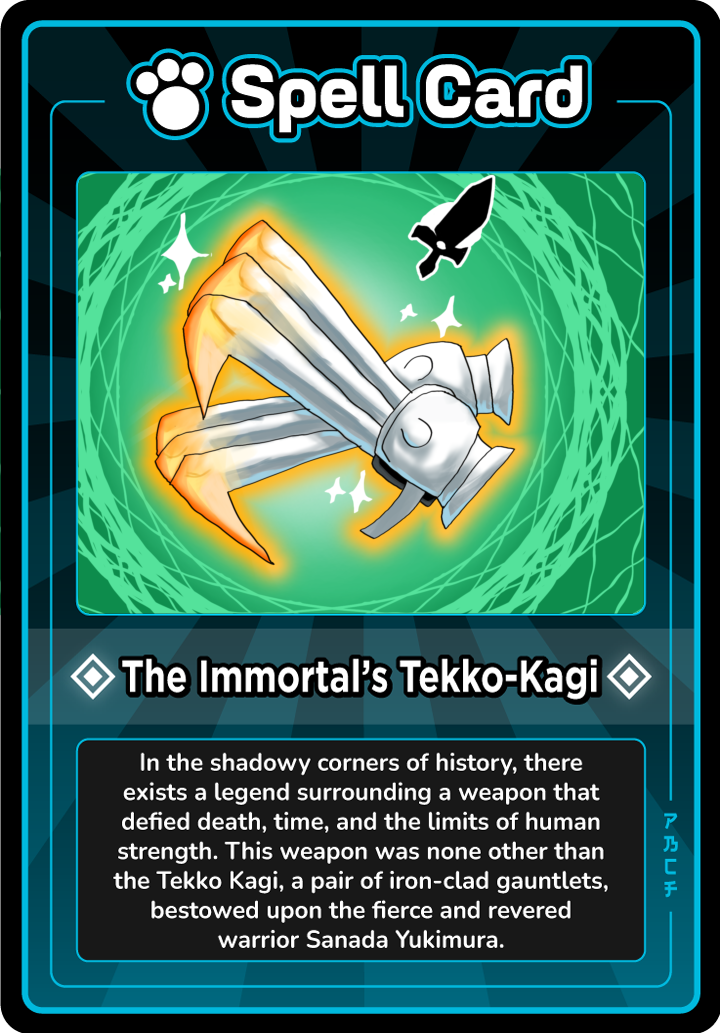 Spell Card
The Immortal's Tekko-Kagi
In the shadowy corners of history, there
exists a legend surrounding a weapon that
defied death, time, and the limits of human
strength. This weapon was none other than
the Tekko Kagi, a pair of iron-clad gauntlets,
bestowed upon the fierce and revered
warrior Sanada Yukimura.